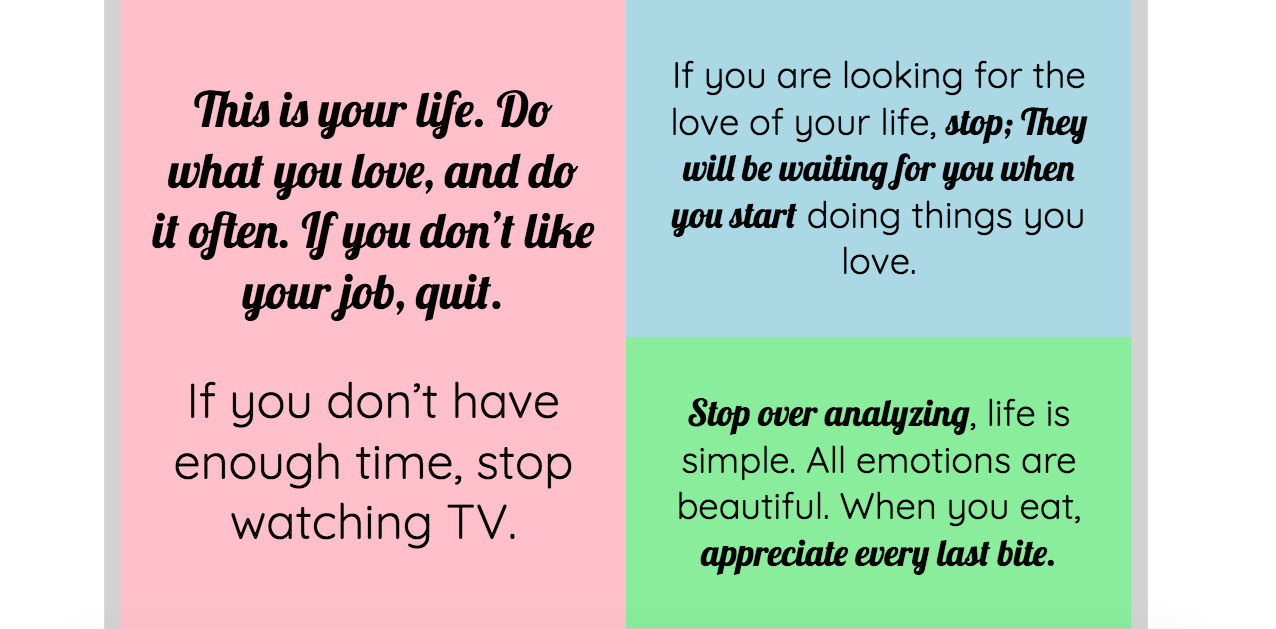 This is your life. Do
what you love, and do
it often. If you don’t like
your job, quit.
If you don’t have
enough time, stop
watching TV.
If you are looking for the
love of your life, stop; They
will be waiting for you when
you start doing things you
love.
Stop over analyzing, life is
simple. All emotions are
beautiful. When you eat,
appreciate every last bite.